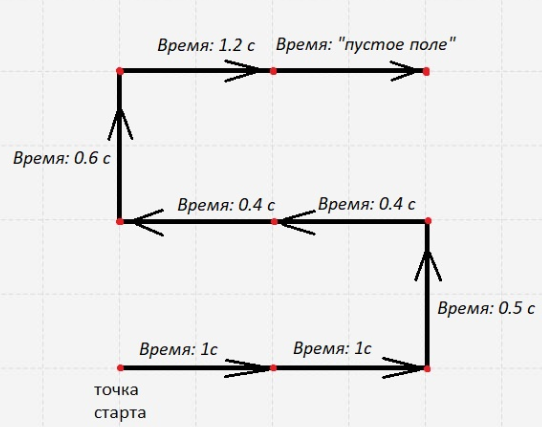 Время: 1.2 с Время: "пустое поле"
Время: 0.6 с
Время: 0.4 с Время: 0.4 с
Время: 0.5 с
Время: 1с Время: 1с
точка
старта